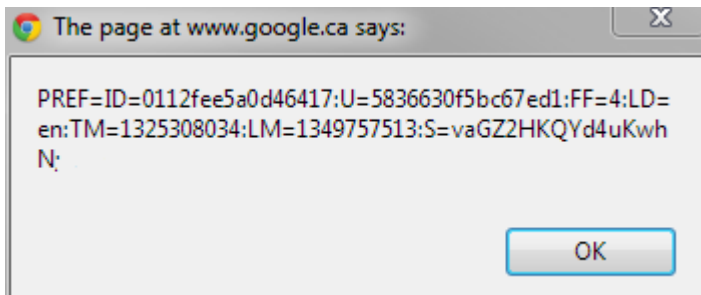 The page at www.google.ca says:
PREF=ID=0112fee5a0d46417:U=5836630f5bc67ed1:FF=4:LD=
en:TM=1325308034:LM=1349757513:S=vaGZ2HKQYd4uKwh
N;
OK